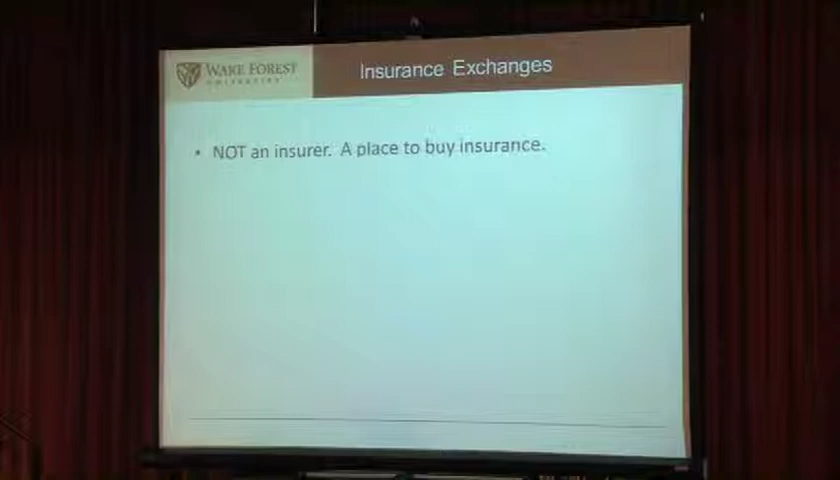 WAKE FOREST
UNIVERSITY
Insurance Exchanges
• NOT an insurer. A place to buy insurance.